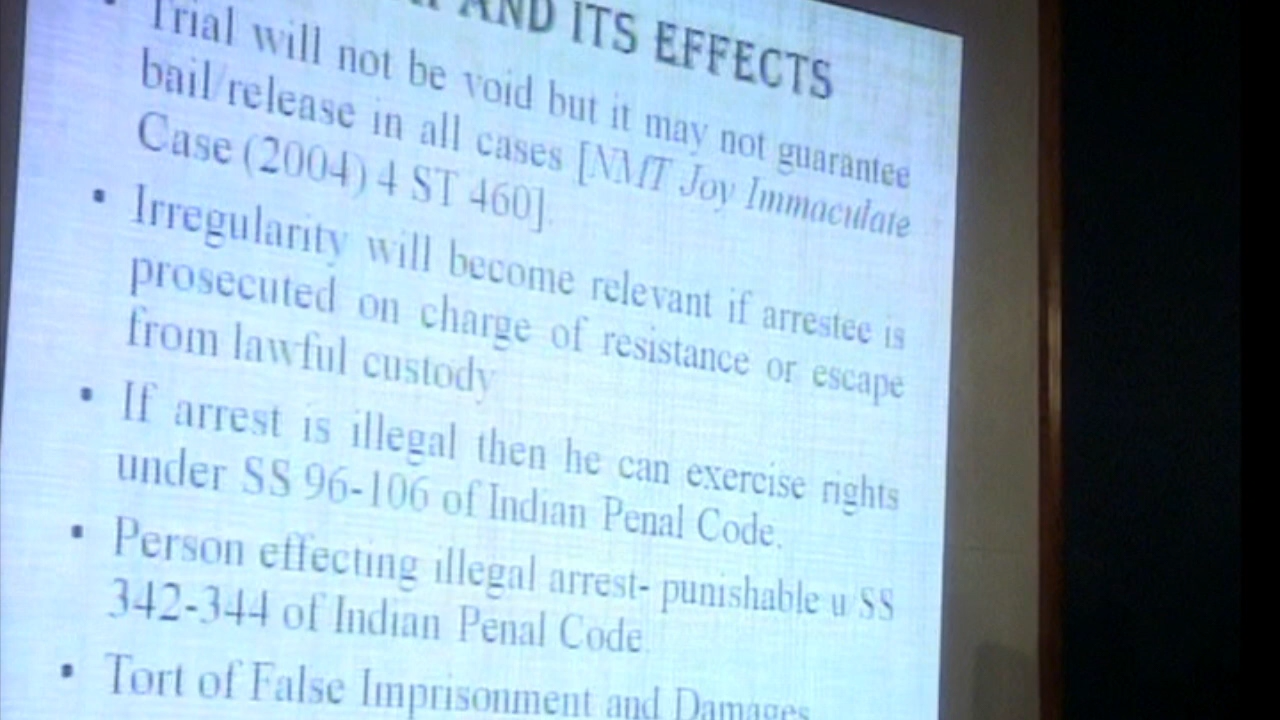 AND ITS EFFECTS
• Trial will not be void but it may not guarantee
bail/release in all cases [NMT Joy Immaculate
Case (2004) 4 ST 460].
• Irregularity will become relevant if arrestee is
prosecuted on charge of resistance or escape
from lawful custody
• If arrest is illegal then he can exercise rights
under SS 96-106 of Indian Penal Code.
• Person effecting illegal arrest- punishable u/SS
342-344 of Indian Penal Code.
• Tort of False Imprisonment and Damages